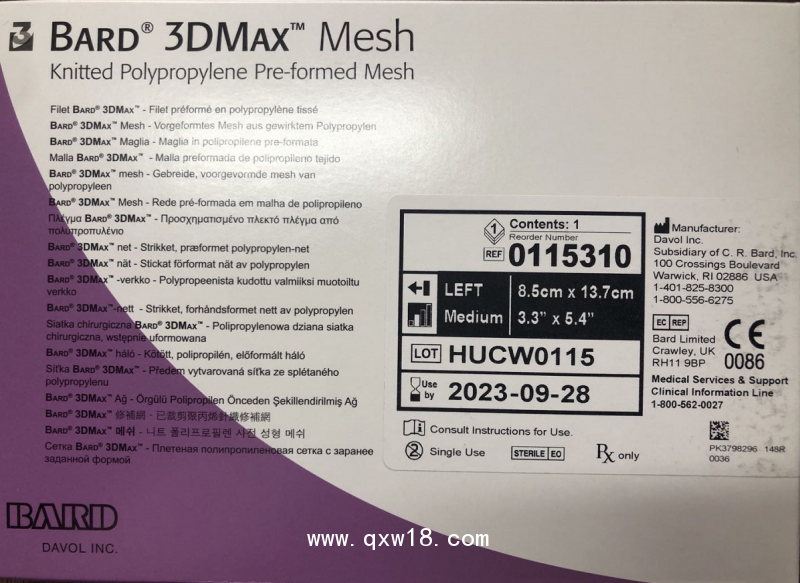 3 BARD® 3DMAX™ Mesh
Knitted Polypropylene Pre-formed Mesh
Filet BARD® 3DMAX™ - Filet préformé en polypropylène tissé
BARD® 3DMAX™ Mesh - Vorgeformtes Mesh aus gewirktem Polypropylen
BARD® 3DMAX™ Maglia - Maglia in polipropilene pre-formata
Malla BARD® 3DMAX™ - Malla preformada de polipropileno tejido
BARD® 3DMAX™ mesh - Gebreide, voorgevormde mesh van
polypropyleen
BARD® 3DMAX™ Mesh - Rede pré-formada em malha de polipropileno
Πλέγμα BARD® 3DMAX™ - Προσχηματισμένο πλεκτό πλέγμα από
πολυπροπυλένιο
BARD® 3DMAX™ net - Strikket, præformet polypropylen-net
BARD® 3DMAX™ nät - Stickat förformat nät av polypropylen
BARD® 3DMAX™ -verkko - Polypropeenista kudottu valmiiksi muotoiltu
verkko
BARD® 3DMAX™-nett - Strikket, forhåndsformet nett av polypropylen
Siatka chirurgiczna BARD® 3DMAX™ - Polipropylenowa dziana siatka
chirurgiczna, wstępnie uformowana
BARD® 3DMAX™ háló - Kötött, polipropilén, előformált háló
Síťka BARD® 3DMAX™ - Předem vytvarovaná síťka ze splétaného
polypropylenu
BARD® 3DMAX™ Ağ - Örgülü Polipropilen Önceden Şekillendirilmiş Ağ
BARD® 3DMAX™ 修補網 - 已裁剪聚丙烯針織修補網
BARD® 3DMAX™ 메쉬 - 니트 폴리프로필렌 사전 성형 메쉬
Сетка BARD® 3DMAX™ - Плетеная полипропиленовая сетка с заранее
заданной формой
BARD
DAVOL INC.
1 Contents: 1
Reorder Number
REF 0115310
LEFT 8.5cm x 13.7cm
Medium 3.3" x 5.4"
LOT HUCW0115
Use by 2023-09-28
Consult Instructions for Use.
2 Single Use STERILE EO Rx only
Manufacturer:
Davol Inc.
Subsidiary of C. R. Bard, Inc.
100 Crossings Boulevard
Warwick, RI 02886 USA
1-401-825-8300
1-800-556-6275
EC REP
Bard Limited
Crawley, UK
RH11 9BP
CE
0086
Medical Services & Support
Clinical Information Line
1-800-562-0027
PK3798296 148R
0036
www.qxw18.com